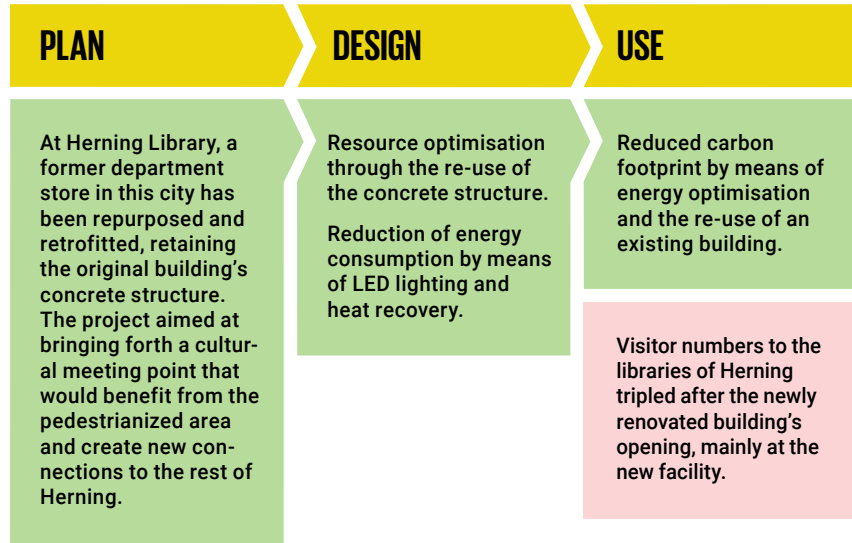 PLAN
At Herning Library, a
former department
store in this city has
been repurposed and
retrofitted, retaining
the original building's
concrete structure.
The project aimed at
bringing forth a cultur-
al meeting point that
would benefit from the
pedestrianized area
and create new con-
nections to the rest of
Herning.
DESIGN
Resource optimisation
through the re-use of
the concrete structure.
Reduction of energy
consumption by means
of LED lighting and
heat recovery.
USE
Reduced carbon
footprint by means of
energy optimisation
and the re-use of an
existing building.
Visitor numbers to the
libraries of Herning
tripled after the newly
renovated building's
opening, mainly at the
new facility.